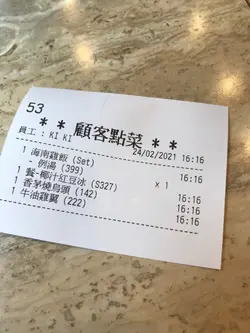 53
* * 顧客點菜 * *
員工 : KI KI 24/02/2021 16:16
1 海南雞飯 (Set) 16:16
- 例湯 (399)
1 餐-椰汁紅豆冰 (S327) x 1 16:16
1 香茅燒烏頭 (142) 16:16
1 牛油雞翼 (222) 16:16